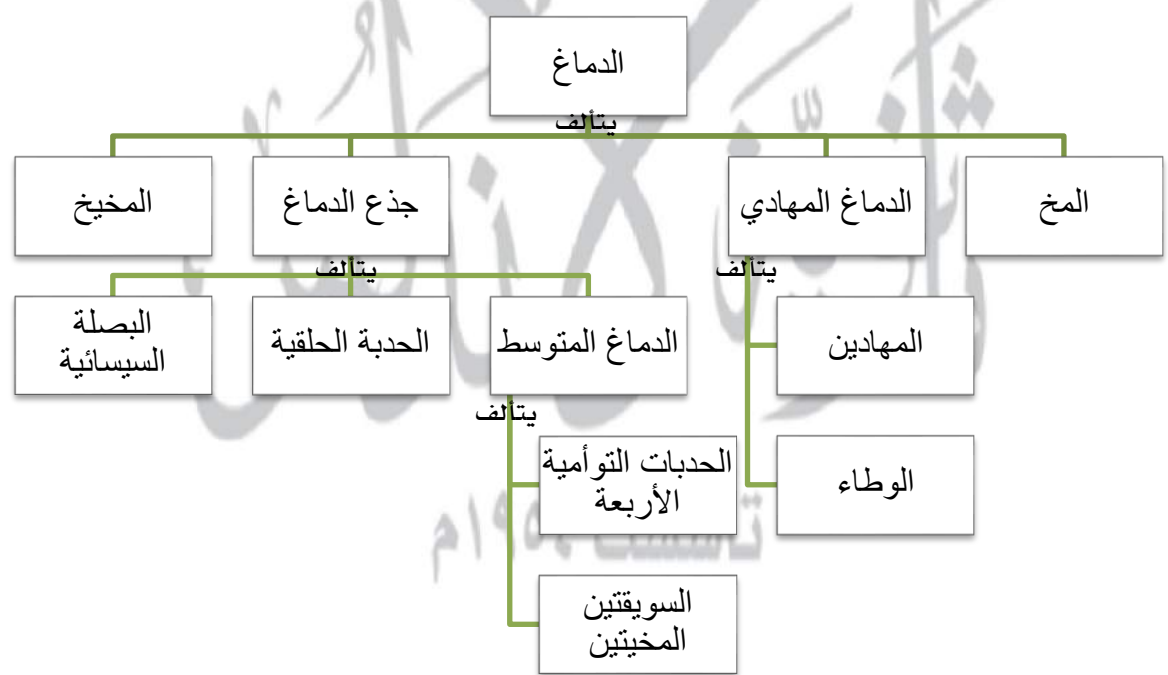 الدماغ
يتألف
المخ
الدماغ المهادي
جذع الدماغ
المخيخ
يتألف
يتألف
المهادين
الدماغ المتوسط
الحدبة الحلقية
البصلة
السيسائية
يتألف
الحدبات التوأمية
الأربعة
الوطاء
السويقتين
المخيتين